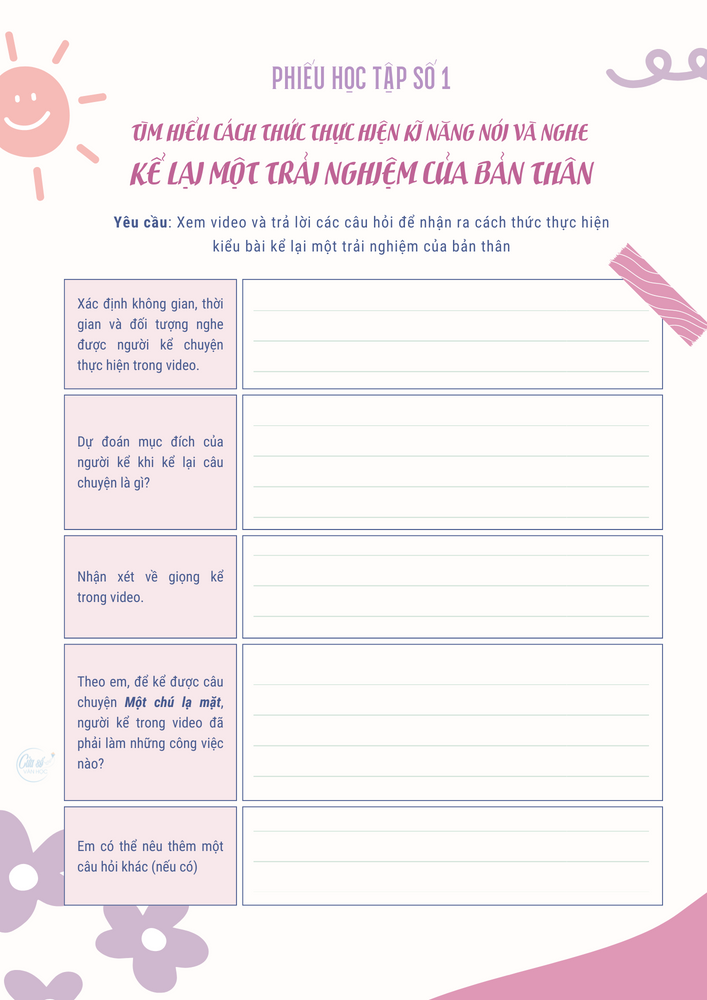 PHIẾU HỌC TẬP SỐ 1
TÌM HIỂU CÁCH THỨC THỰC HIỆN KĨ NĂNG NÓI VÀ NGHE
KỂ LẠI MỘT TRẢI NGHIỆM CỦA BẢN THÂN
Yêu cầu: Xem video và trả lời các câu hỏi để nhận ra cách thức thực hiện
kiểu bài kể lại một trải nghiệm của bản thân
Xác định không gian, thời
gian và đối tượng nghe
được người kể chuyện
thực hiện trong video.
Dự đoán mục đích của
người kể khi kể lại câu
chuyện là gì?
Nhận xét về giọng kể
trong video.
Theo em, để kể được câu
chuyện Một chú lạ mặt,
người kể trong video đã
phải làm những công việc
nào?
Em có thể nêu thêm một
câu hỏi khác (nếu có)